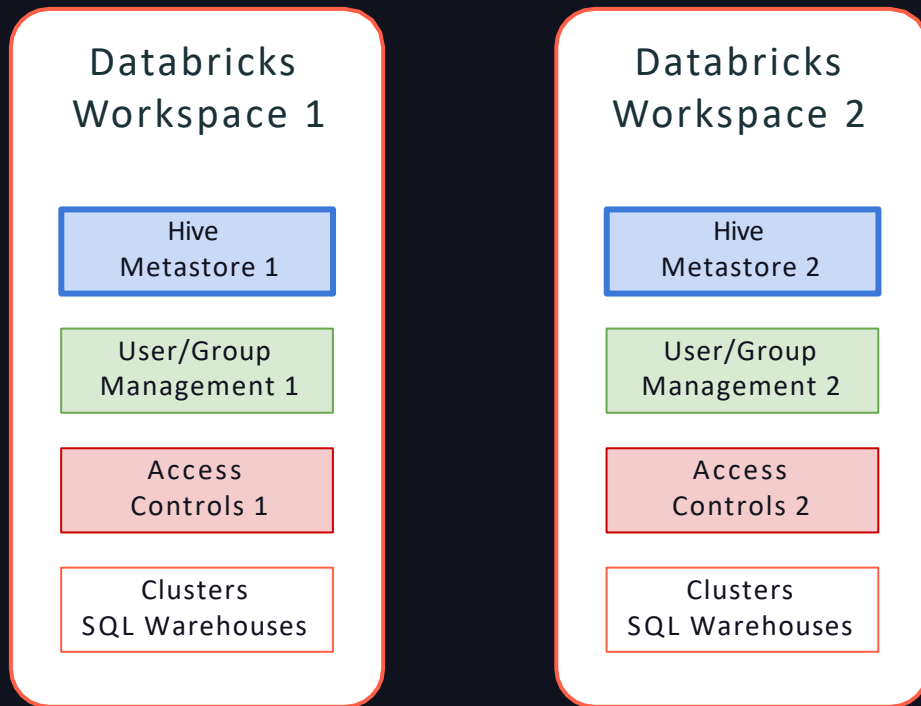 Databricks
Workspace 1
Hive
Metastore 1
User/Group
Management 1
Access
Controls 1
Clusters
SQL Warehouses
Databricks
Workspace 2
Hive
Metastore 2
User/Group
Management 2
Access
Controls 2
Clusters
SQL Warehouses